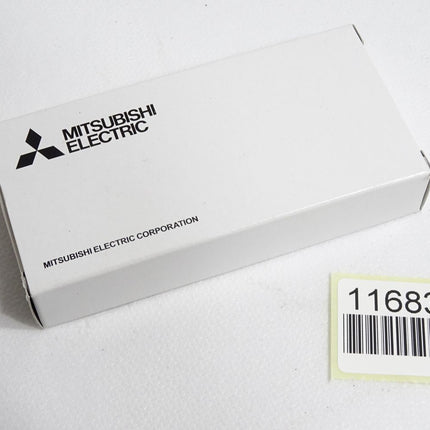 MITSUBISHI
ELECTRIC
MITSUBISHI ELECTRIC CORPORATION
11683